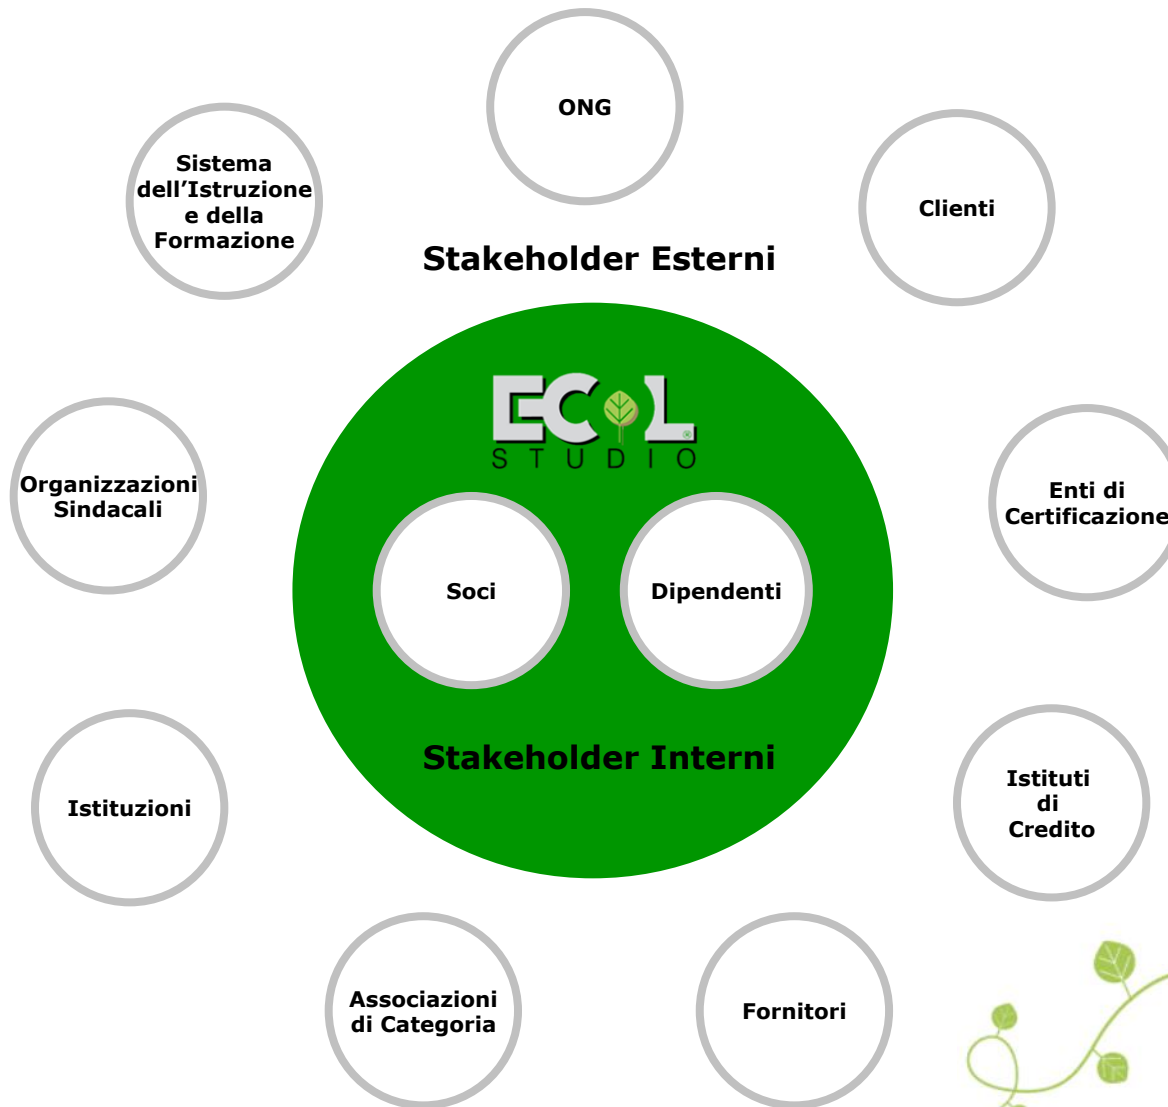 ONG
Sistema
dell’Istruzione
e della
Formazione
Clienti
Stakeholder Esterni
ECOL
®
STUDIO
Organizzazioni
Sindacali
Enti di
Certificazione
Soci
Dipendenti
Stakeholder Interni
Istituzioni
Istituti
di
Credito
Associazioni
di Categoria
Fornitori